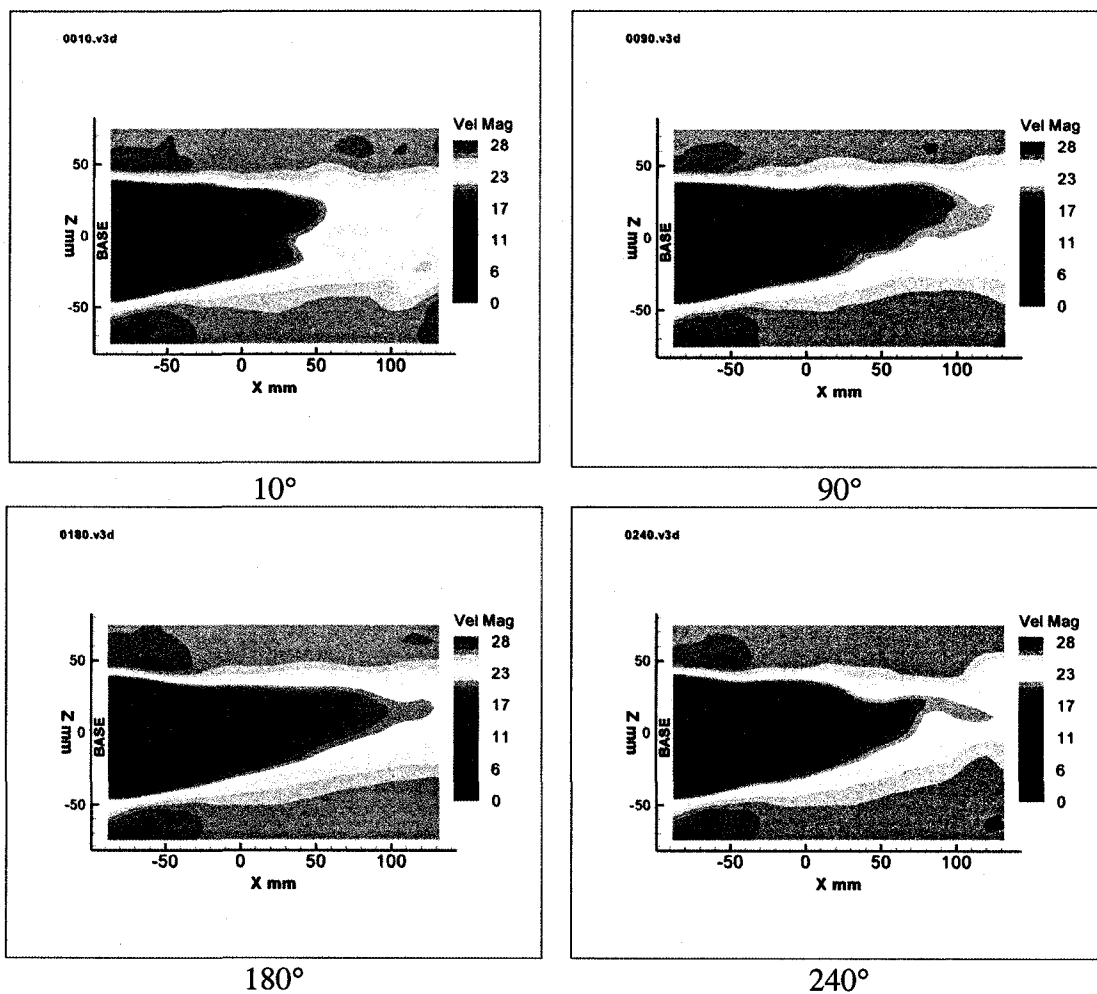 0010.v3d
Vel Mag
28
23
17
11
6
0
50
0
-50
Z mm
BASE
-50 0 50 100
X mm
10°
0090.v3d
Vel Mag
28
23
17
11
6
0
50
0
-50
Z mm
BASE
-50 0 50 100
X mm
90°
0180.v3d
Vel Mag
28
23
17
11
6
0
50
0
-50
Z mm
BASE
-50 0 50 100
X mm
180°
0240.v3d
Vel Mag
28
23
17
11
6
0
50
0
-50
Z mm
BASE
-50 0 50 100
X mm
240°